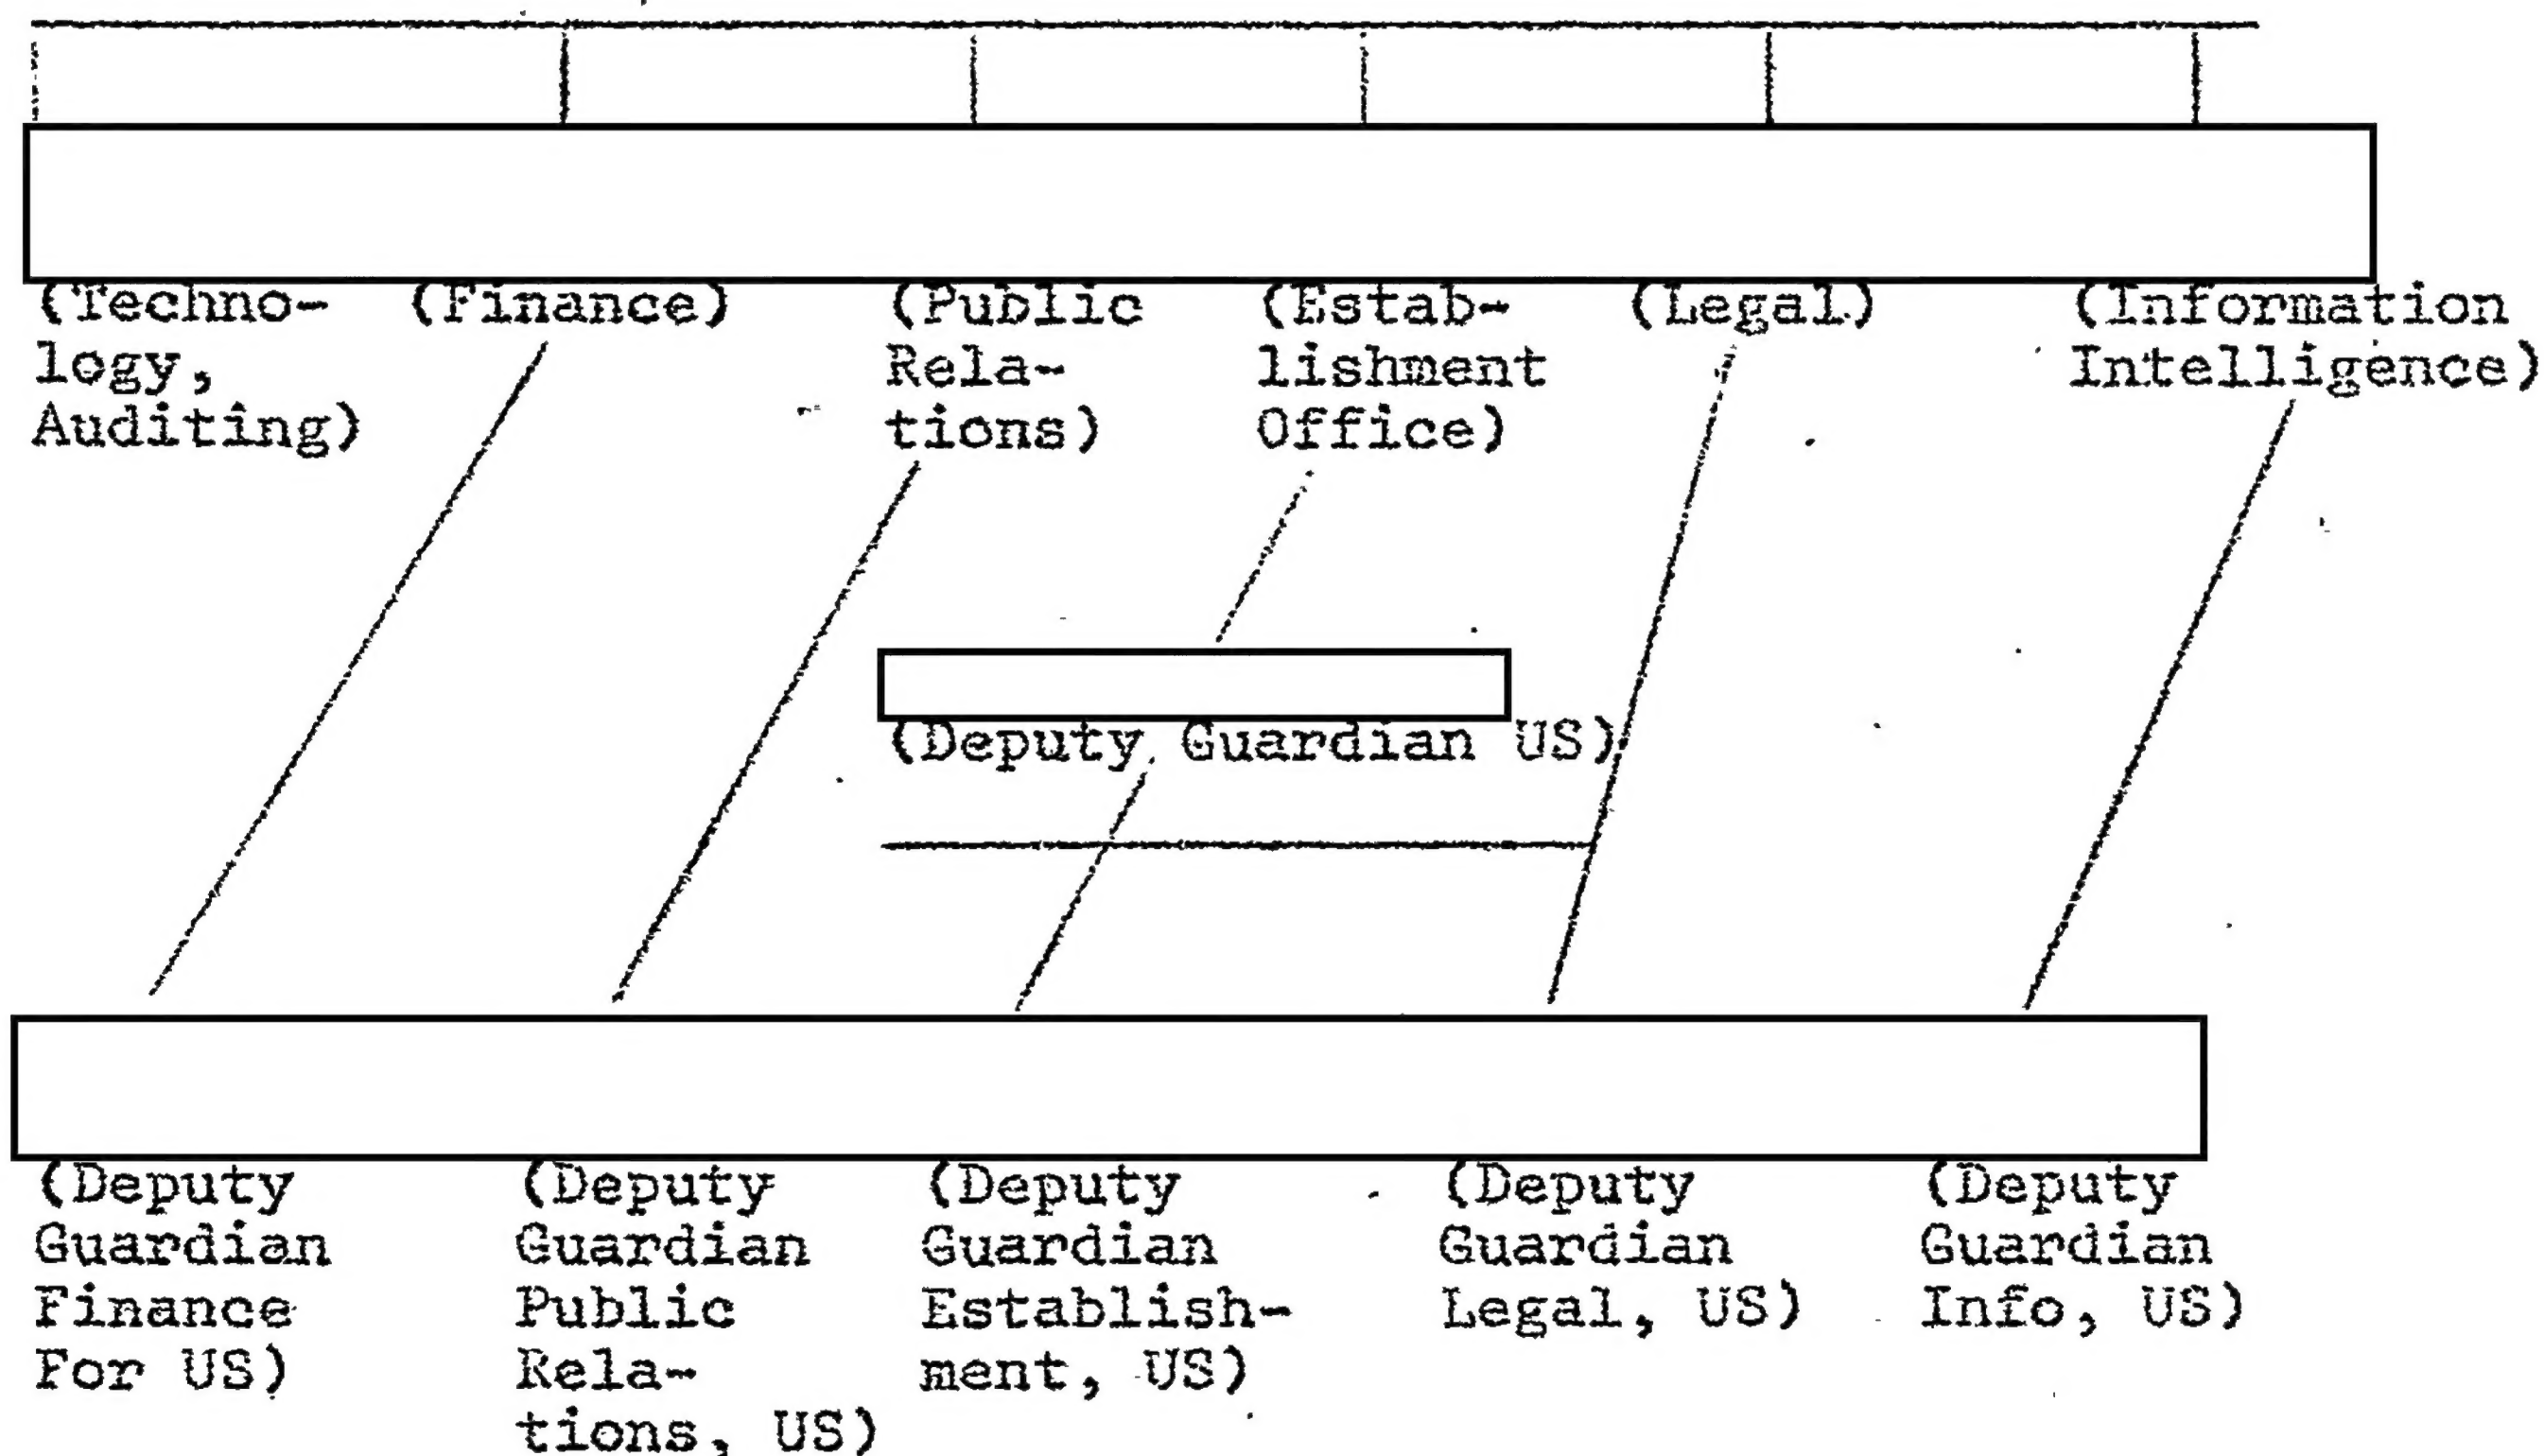 (Techno-
logy,
Auditing)
(Finance)
(Public
Rela-
tions)
(Estab-
lishment
Office)
(Legal)
(Information
Intelligence)
(Deputy Guardian US)
(Deputy
Guardian
Finance
For US)
(Deputy
Guardian
Public
Rela-
tions, US)
(Deputy
Guardian
Establish-
ment, US)
(Deputy
Guardian
Legal, US)
(Deputy
Guardian
Info, US)